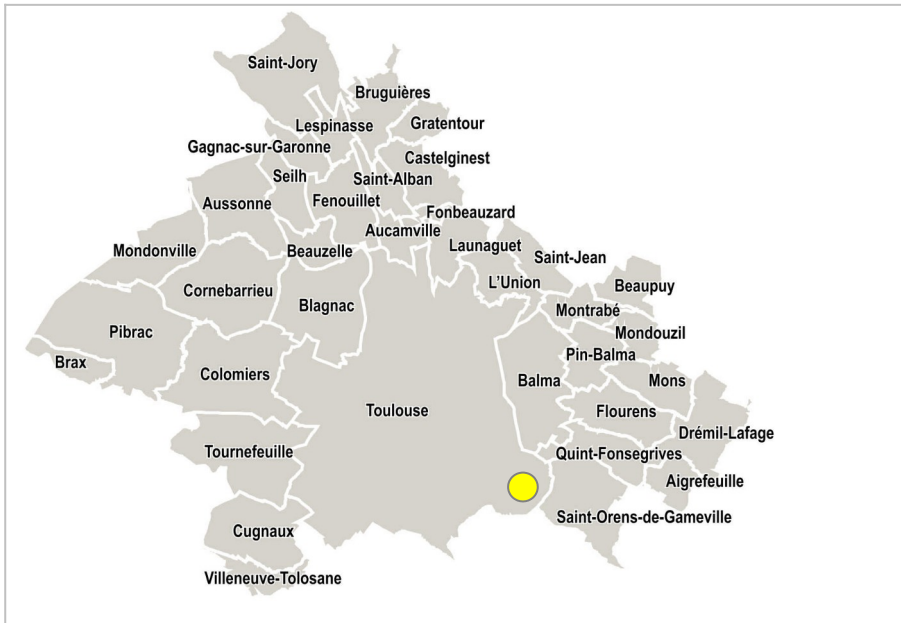 Saint-Jory
Bruguières
Lespinasse
Gratentour
Gagnac-sur-Garonne
Castelginest
Seilh
Saint-Alban
Aussonne
Fenouillet
Fonbeauzard
Aucamville
Mondonville
Beauzelle
Launaguet
Saint-Jean
L'Union
Beaupuy
Cornebarrieu
Blagnac
Montrabé
Pibrac
Mondouzil
Pin-Balma
Brax
Colomiers
Balma
Mons
Toulouse
Flourens
Drémil-Lafage
Tournefeuille
Quint-Fonsegrives
Aigrefeuille
Saint-Orens-de-Gameville
Cugnaux
Villeneuve-Tolosane